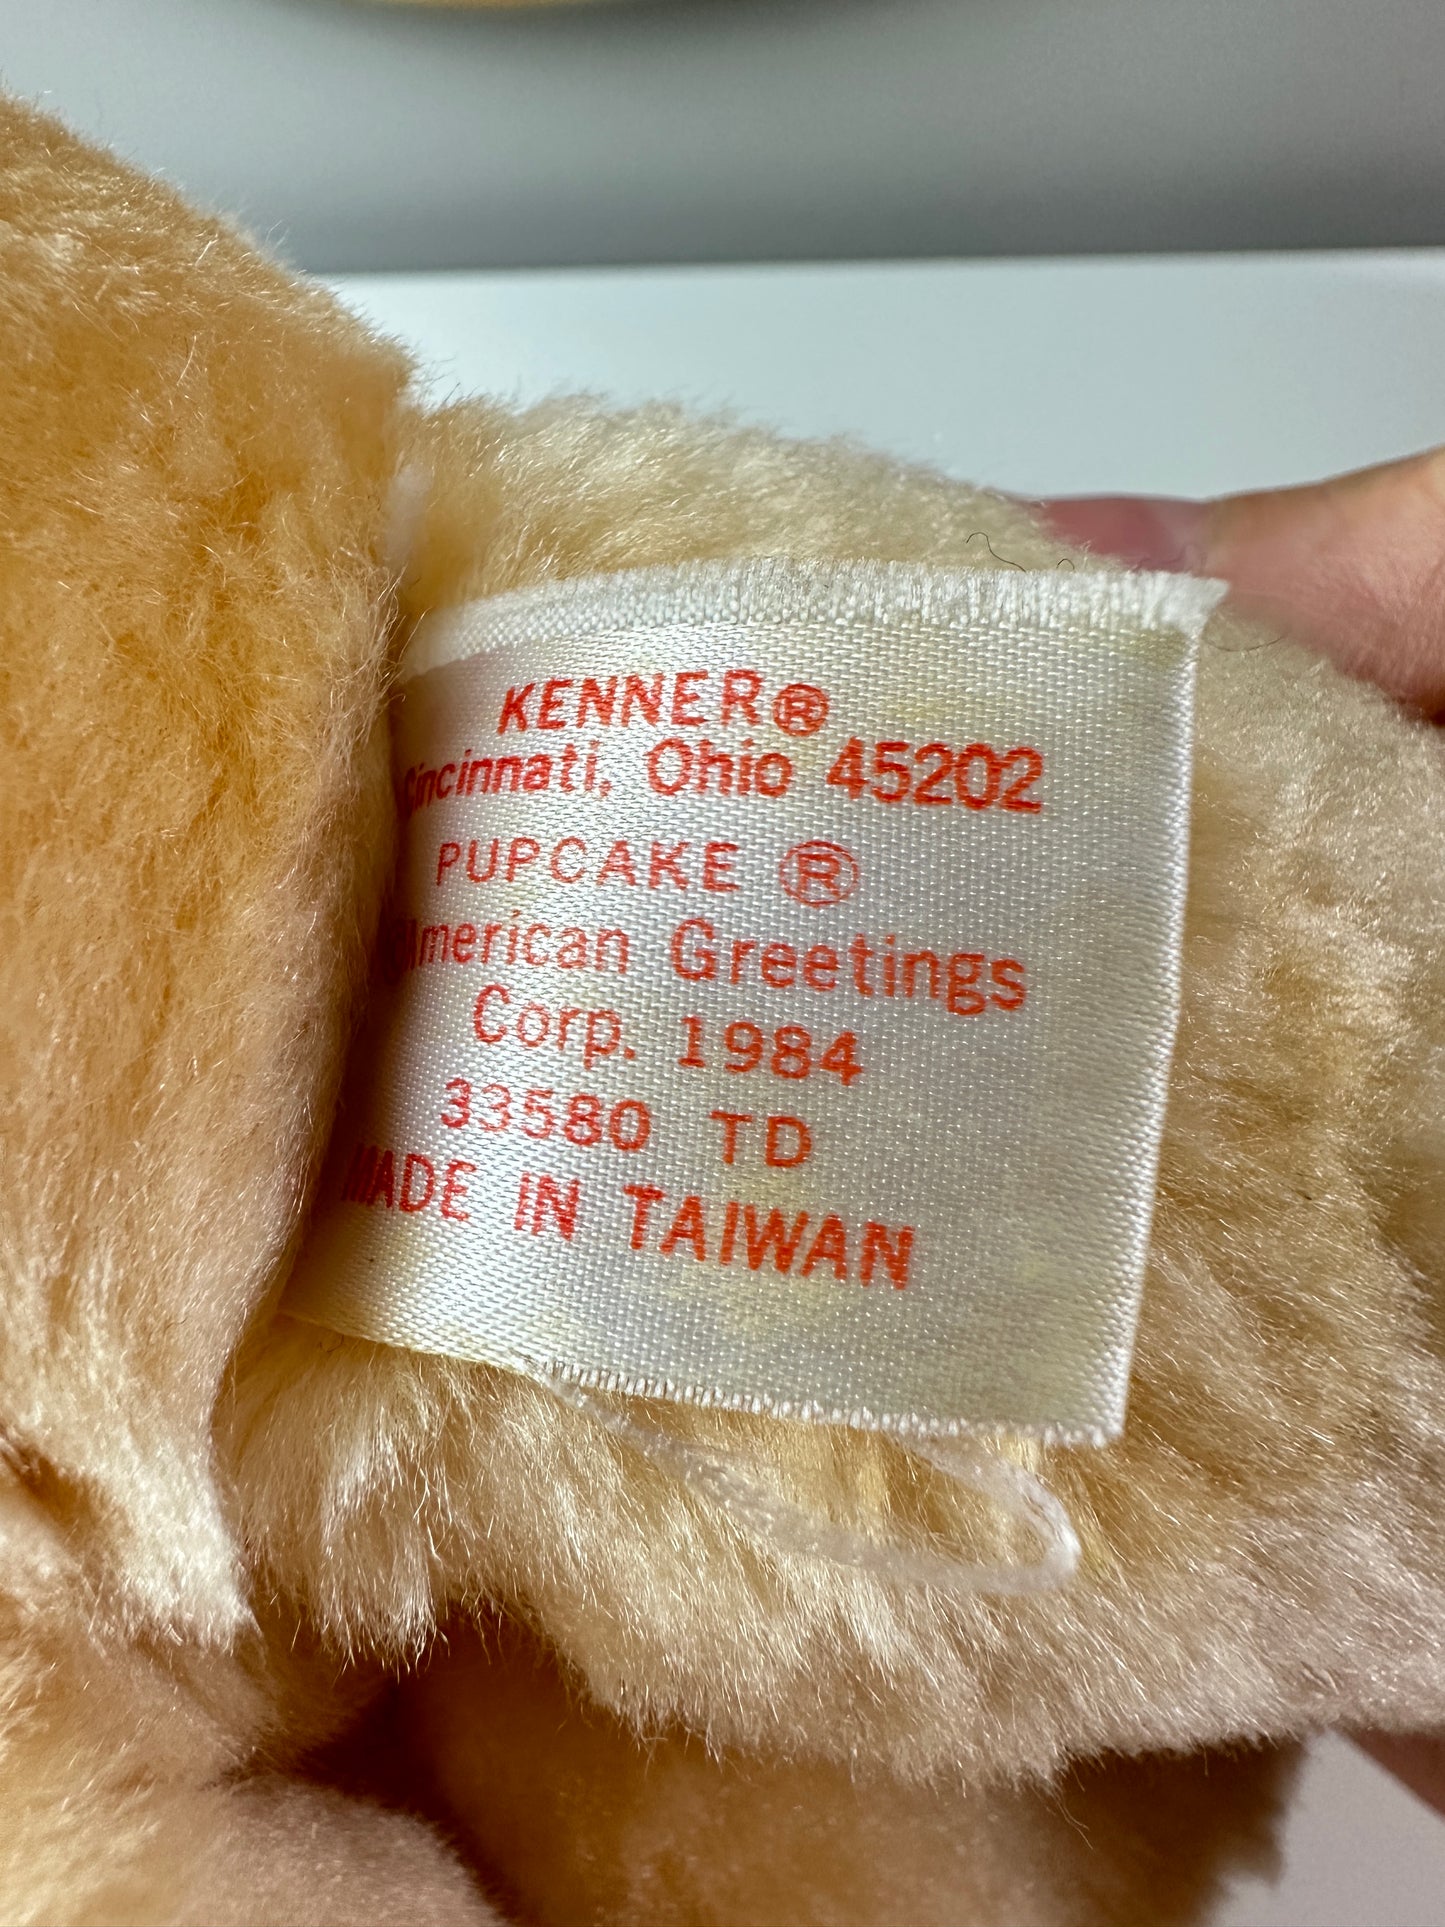 KENNER®
Cincinnati, Ohio 45202
PUPCAKE ®
American Greetings
Corp. 1984
33580 TD
MADE IN TAIWAN